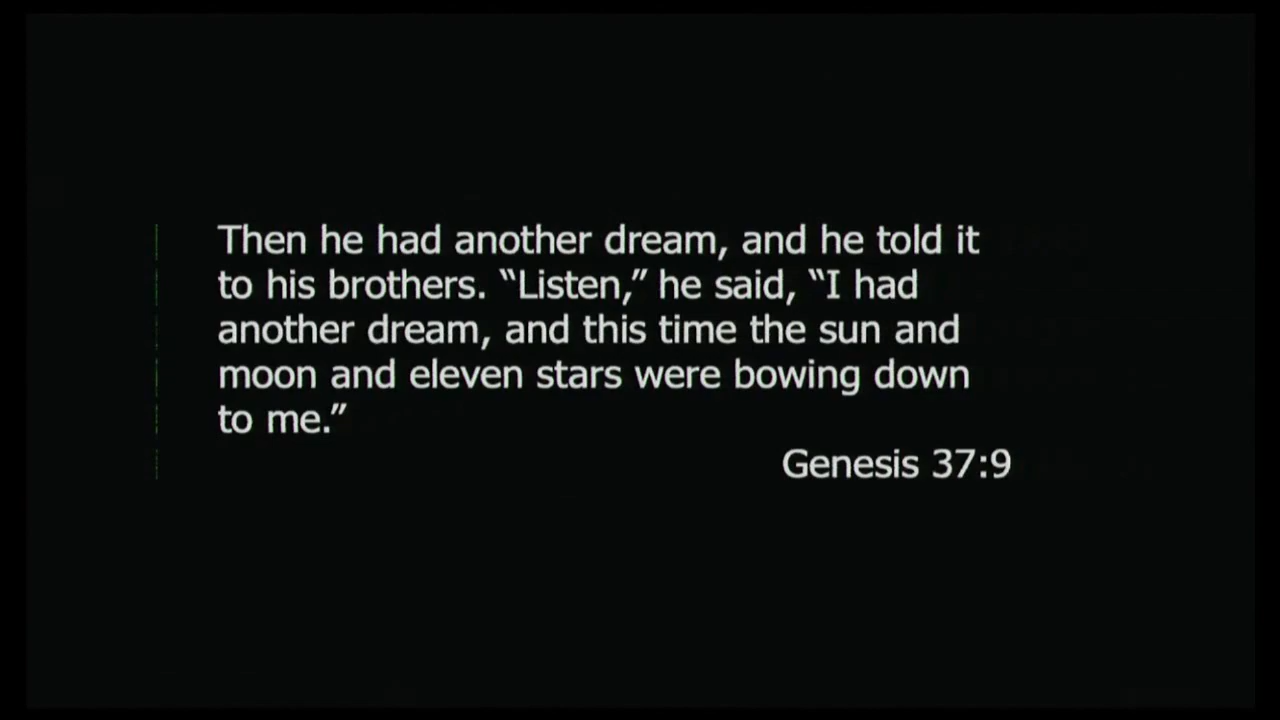 Then he had another dream, and he told it
to his brothers. “Listen,” he said, “I had
another dream, and this time the sun and
moon and eleven stars were bowing down
to me.”
Genesis 37:9